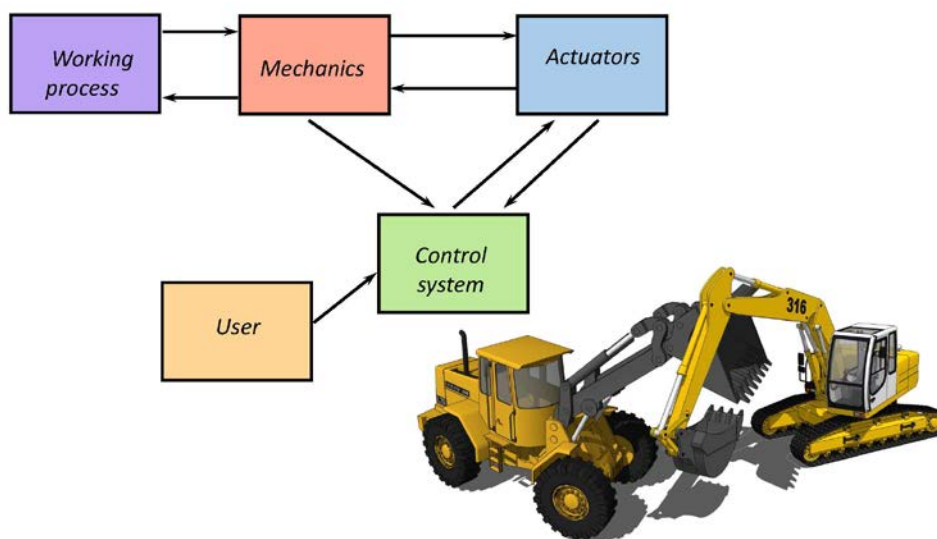 Working
process
Mechanics
Actuators
Control
system
User
316